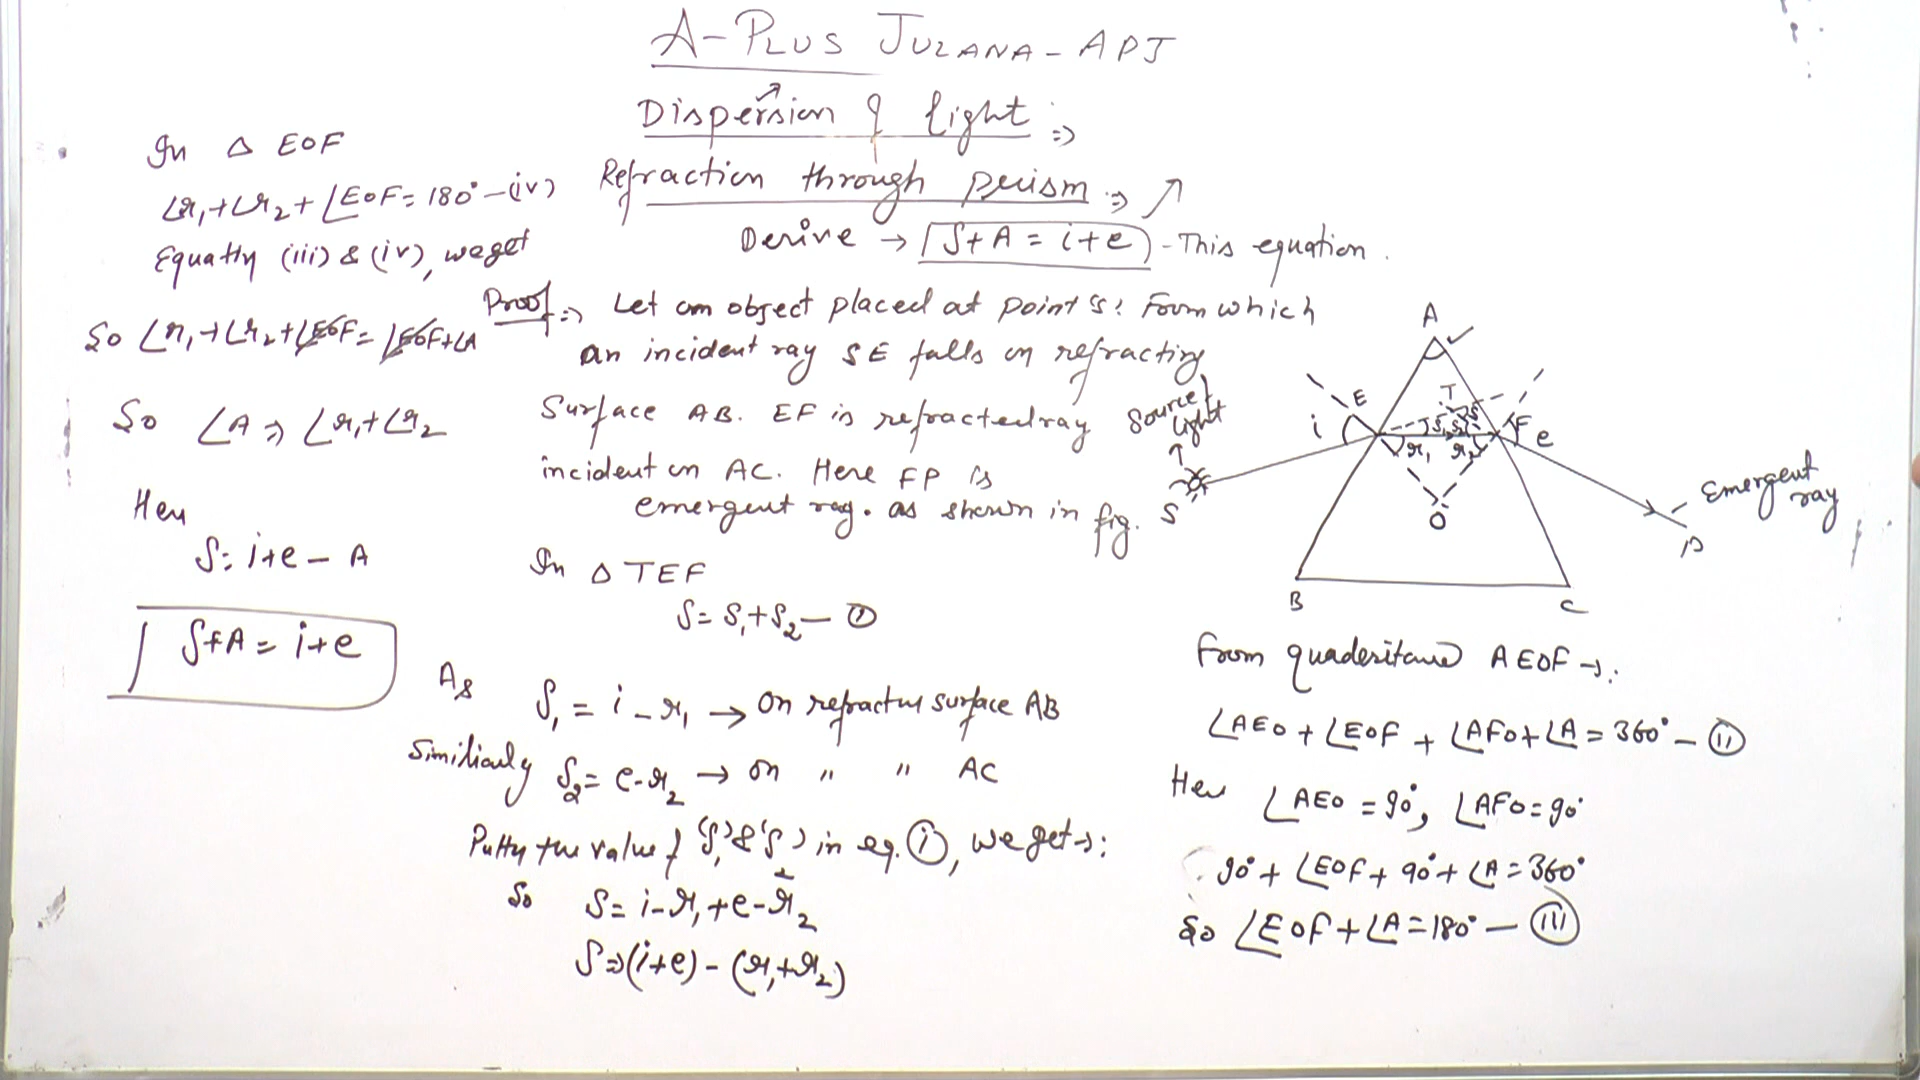 A-PLUS JULANA-APJ
Dispersion of light :⇒
Refraction through prism :⇒
Derive → δ+A = i+e - This equation.
Proof :⇒ Let an object placed at point 'S'. From which
an incident ray SE falls on refracting
Surface AB. EF is refracted ray
incident on AC. Here FP is
emergent ray. as shown in fig.
In △ TEF
δ = δ₁+δ₂ — ①
As δ₁ = i - r₁ → on refracting surface AB
Similarly δ₂ = e-r₂ → on " " AC
Putting the value of 'δ₁' & 'δ₂' in eq. ⓘ, we get →:
So δ = i-r₁+e-r₂
δ ⇒ (i+e) - (r₁+r₂)
A
T
E
i
F
e
δ₁ δ₂ δ
r₁ r₂
O
Source of light
S
Emergent ray
P
B
C
From AEOF →:
∠AEO + ∠EOF + ∠AFO + ∠A = 360° — (ii)
Here ∠AEO = 90°, ∠AFO = 90°
90° + ∠EOF + 90° + ∠A = 360°
So ∠EOF + ∠A = 180° — (iii)
In △ EOF
∠r₁+∠r₂+∠EOF = 180° — (iv)
Equating (iii) & (iv), we get
So ∠r₁+∠r₂+∠EOF = ∠EOF+∠A
So ∠A ⇒ ∠r₁+∠r₂
Hen
δ = i+e - A
δ+A = i+e